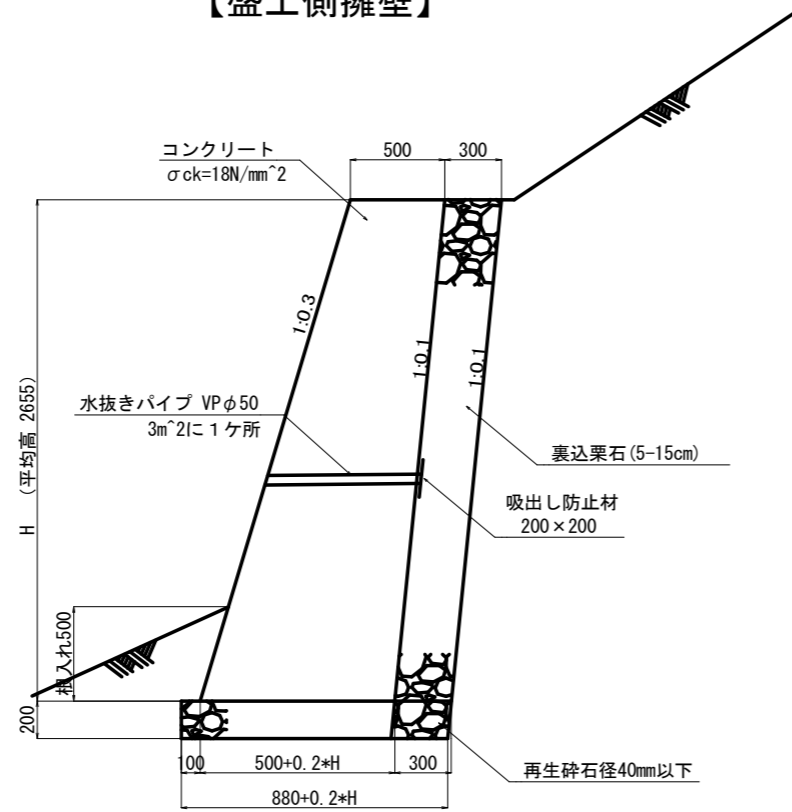 【盛土側擁壁】
500
300
コンクリート
σck=18N/mm^2
1:0.3
1:0.1
1:0.1
H (平均高 2655)
水抜きパイプ VPφ50
3m^2に1ケ所
裏込栗石(5-15cm)
吸出し防止材
200×200
根入れ500
200
100
500+0.2*H
300
再生砕石径40mm以下
880+0.2*H